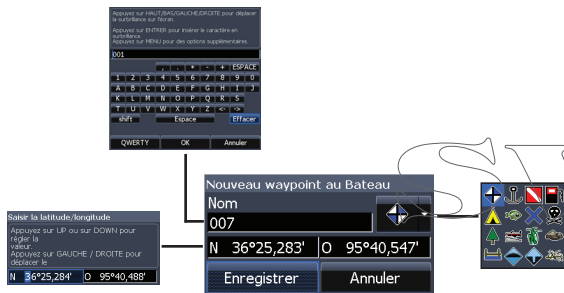 Appuyez sur HAUT/BAS/GAUCHE/DROITE pour déplacer
la surbrillance sur l'écran.
Appuyez sur ENTRER pour insérer le caractère en
surbrillance.
Appuyez sur MENU pour des options supplémentaires.
001
, . * - + ESPACE
1 2 3 4 5 6 7 8 9 0
A B C D E F G H I J
K L M N O P Q R S
T U V W X Y Z <- ->
shift Espace Effacer
QWERTY OK Annuler
Nouveau waypoint au Bateau
Nom
007
N 36°25,283' O 95°40,547'
Enregistrer Annuler
Saisir la latitude/longitude
Appuyez sur UP ou sur DOWN pour
régler la
valeur.
Appuyez sur GAUCHE / DROITE pour
déplacer le
N 36°25,284' O 95°40,488'